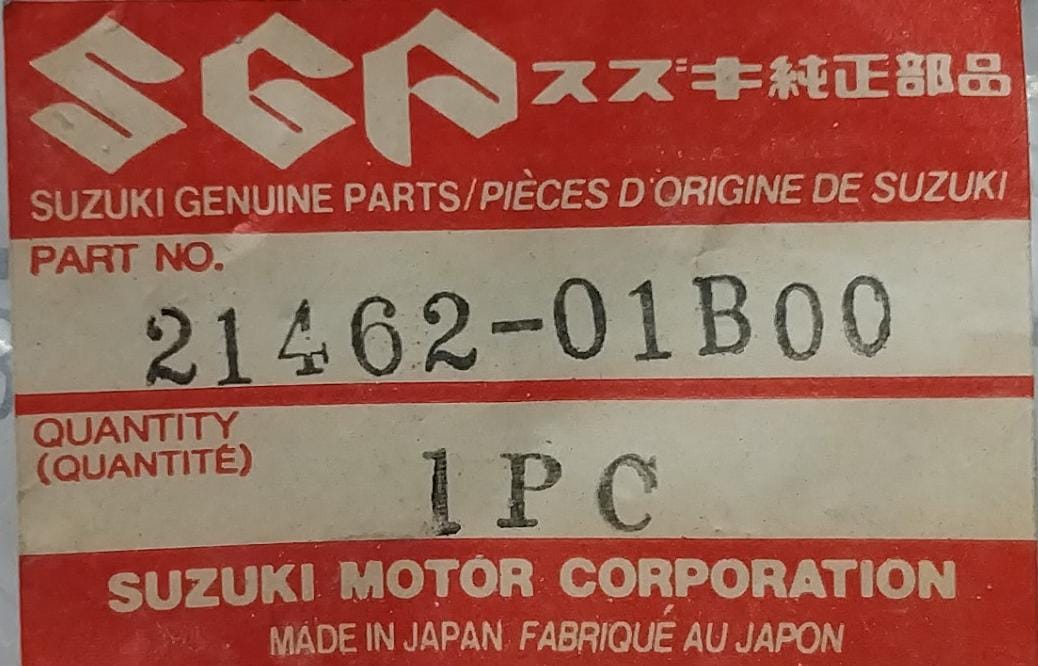 SGP スズキ純正部品
SUZUKI GENUINE PARTS/PIÈCES D'ORIGINE DE SUZUKI
PART NO.
21462-01B00
QUANTITY
(QUANTITÉ)
1PC
SUZUKI MOTOR CORPORATION
MADE IN JAPAN FABRIQUÉ AU JAPON